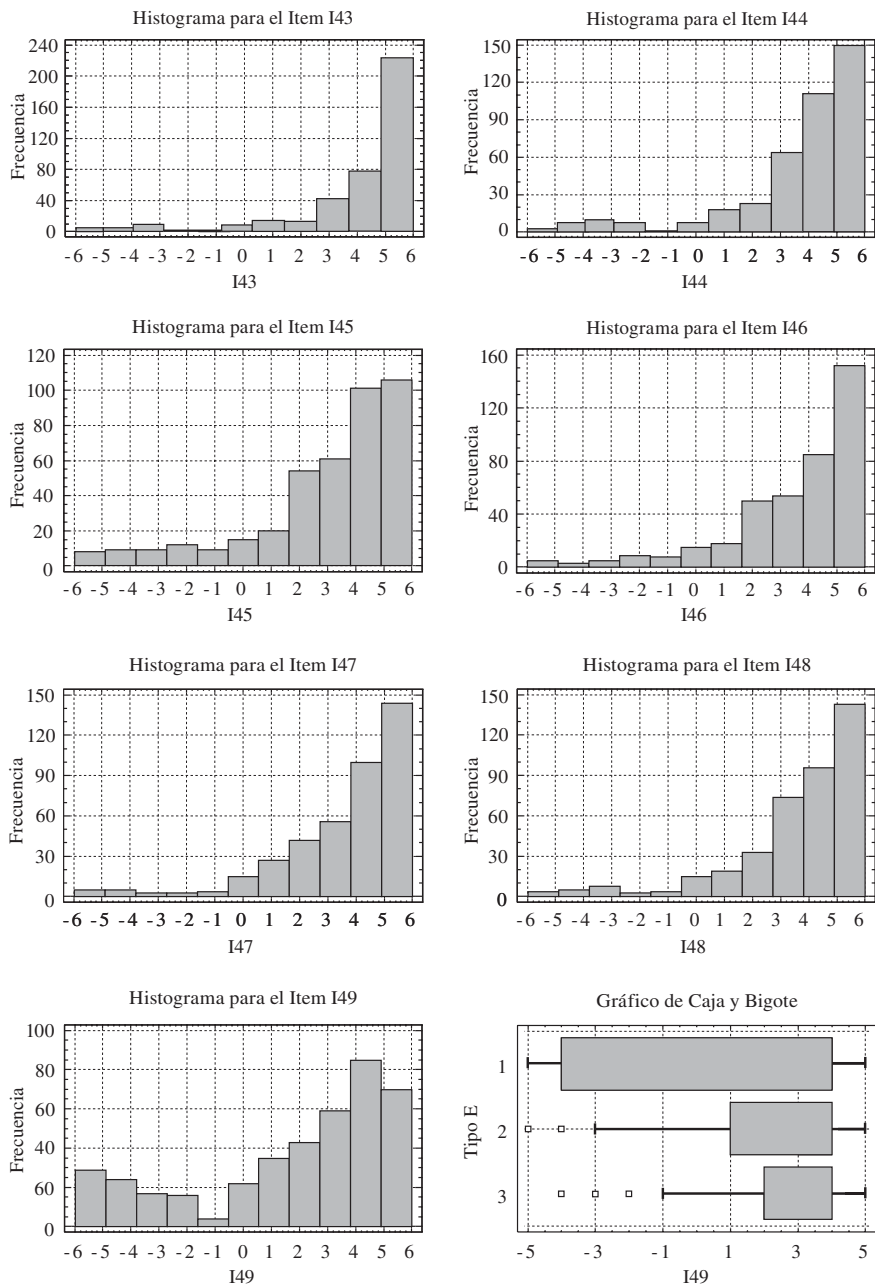 Histograma para el Item I43
240
200
160
120
80
40
0
Frecuencia
-6 -5 -4 -3 -2 -1 0 1 2 3 4 5 6
I43
Histograma para el Item I44
150
120
90
60
30
0
Frecuencia
-6 -5 -4 -3 -2 -1 0 1 2 3 4 5 6
I44
Histograma para el Item I45
120
100
80
60
40
20
0
Frecuencia
-6 -5 -4 -3 -2 -1 0 1 2 3 4 5 6
I45
Histograma para el Item I46
160
120
80
40
0
Frecuencia
-6 -5 -4 -3 -2 -1 0 1 2 3 4 5 6
I46
Histograma para el Item I47
150
120
90
60
30
0
Frecuencia
-6 -5 -4 -3 -2 -1 0 1 2 3 4 5 6
I47
Histograma para el Item I48
150
120
90
60
30
0
Frecuencia
-6 -5 -4 -3 -2 -1 0 1 2 3 4 5 6
I48
Histograma para el Item I49
100
80
60
40
60
0
Frecuencia
-6 -5 -4 -3 -2 -1 0 1 2 3 4 5 6
I49
Gráfico de Caja y Bigote
1
2
3
Tipo E
-5 -3 -1 1 3 5
I49